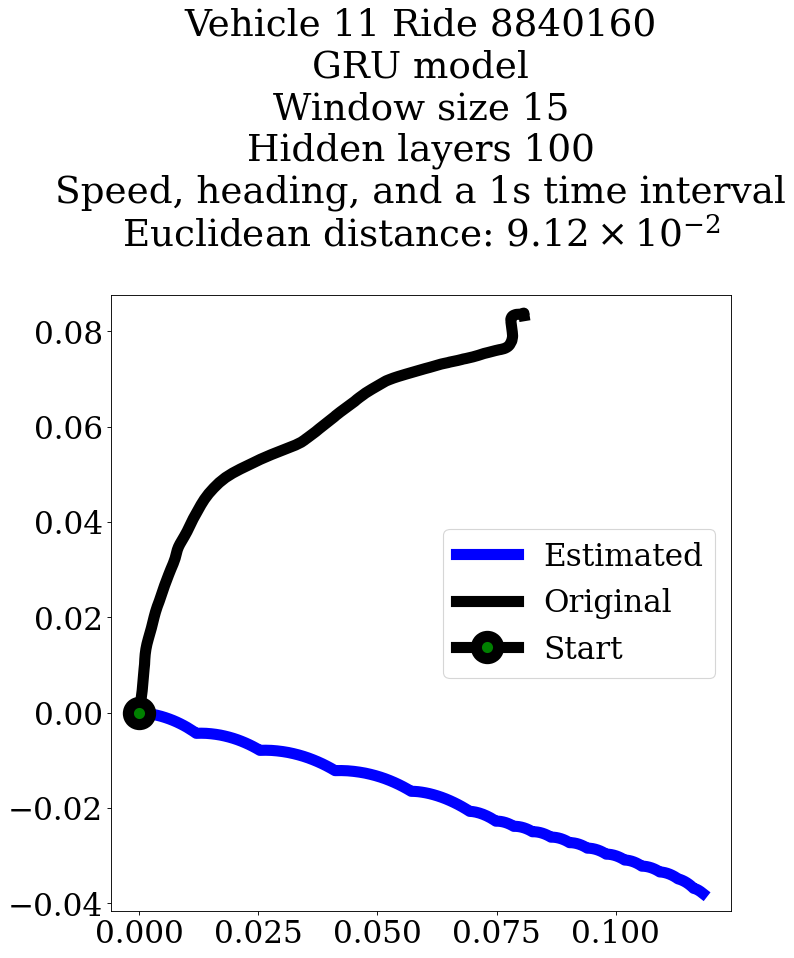 Vehicle 11 Ride 8840160
GRU model
Window size 15
Hidden layers 100
Speed, heading, and a 1s time interval
Euclidean distance: 9.12 × 10⁻²
0.08
0.06
0.04
Estimated
Original
0.02
Start
0.00
−0.02
−0.04
0.000 0.025 0.050 0.075 0.100